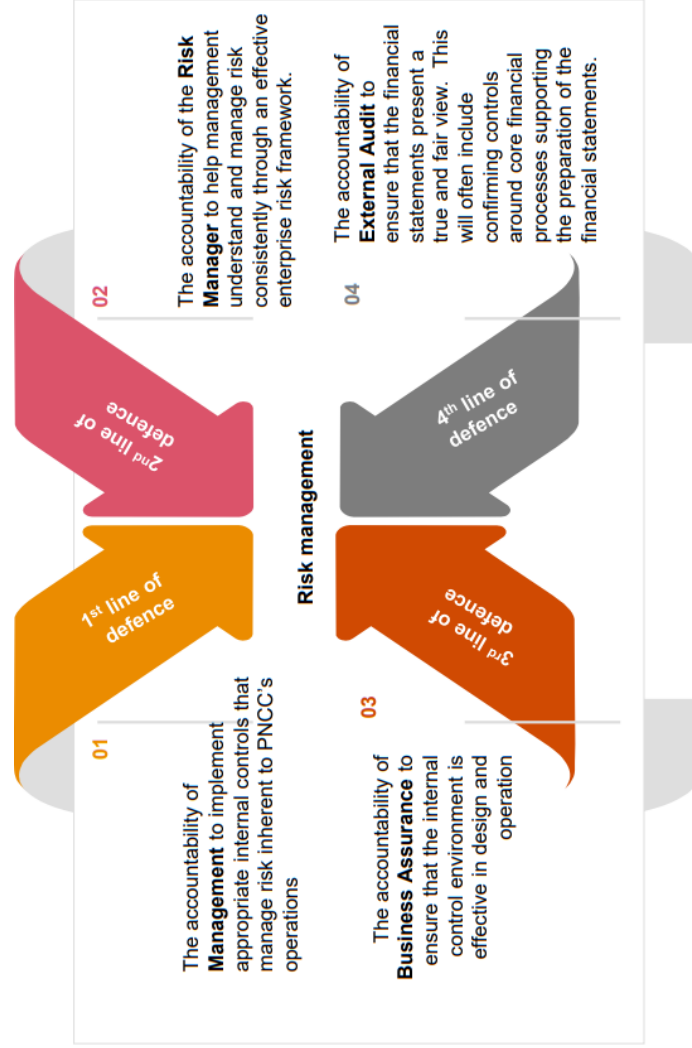 01
The accountability of
Management to implement
appropriate internal controls that
manage risk inherent to PNCC's
operations
1st line of
defence
2nd line of
defence
02
The accountability of the Risk
Manager to help management
understand and manage risk
consistently through an effective
enterprise risk framework.
Risk management
03
The accountability of
Business Assurance to
ensure that the internal
control environment is
effective in design and
operation
3rd line of
defence
4th line of
defence
04
The accountability of
External Audit to
ensure that the financial
statements present a
true and fair view. This
will often include
confirming controls
around core financial
processes supporting
the preparation of the
financial statements.